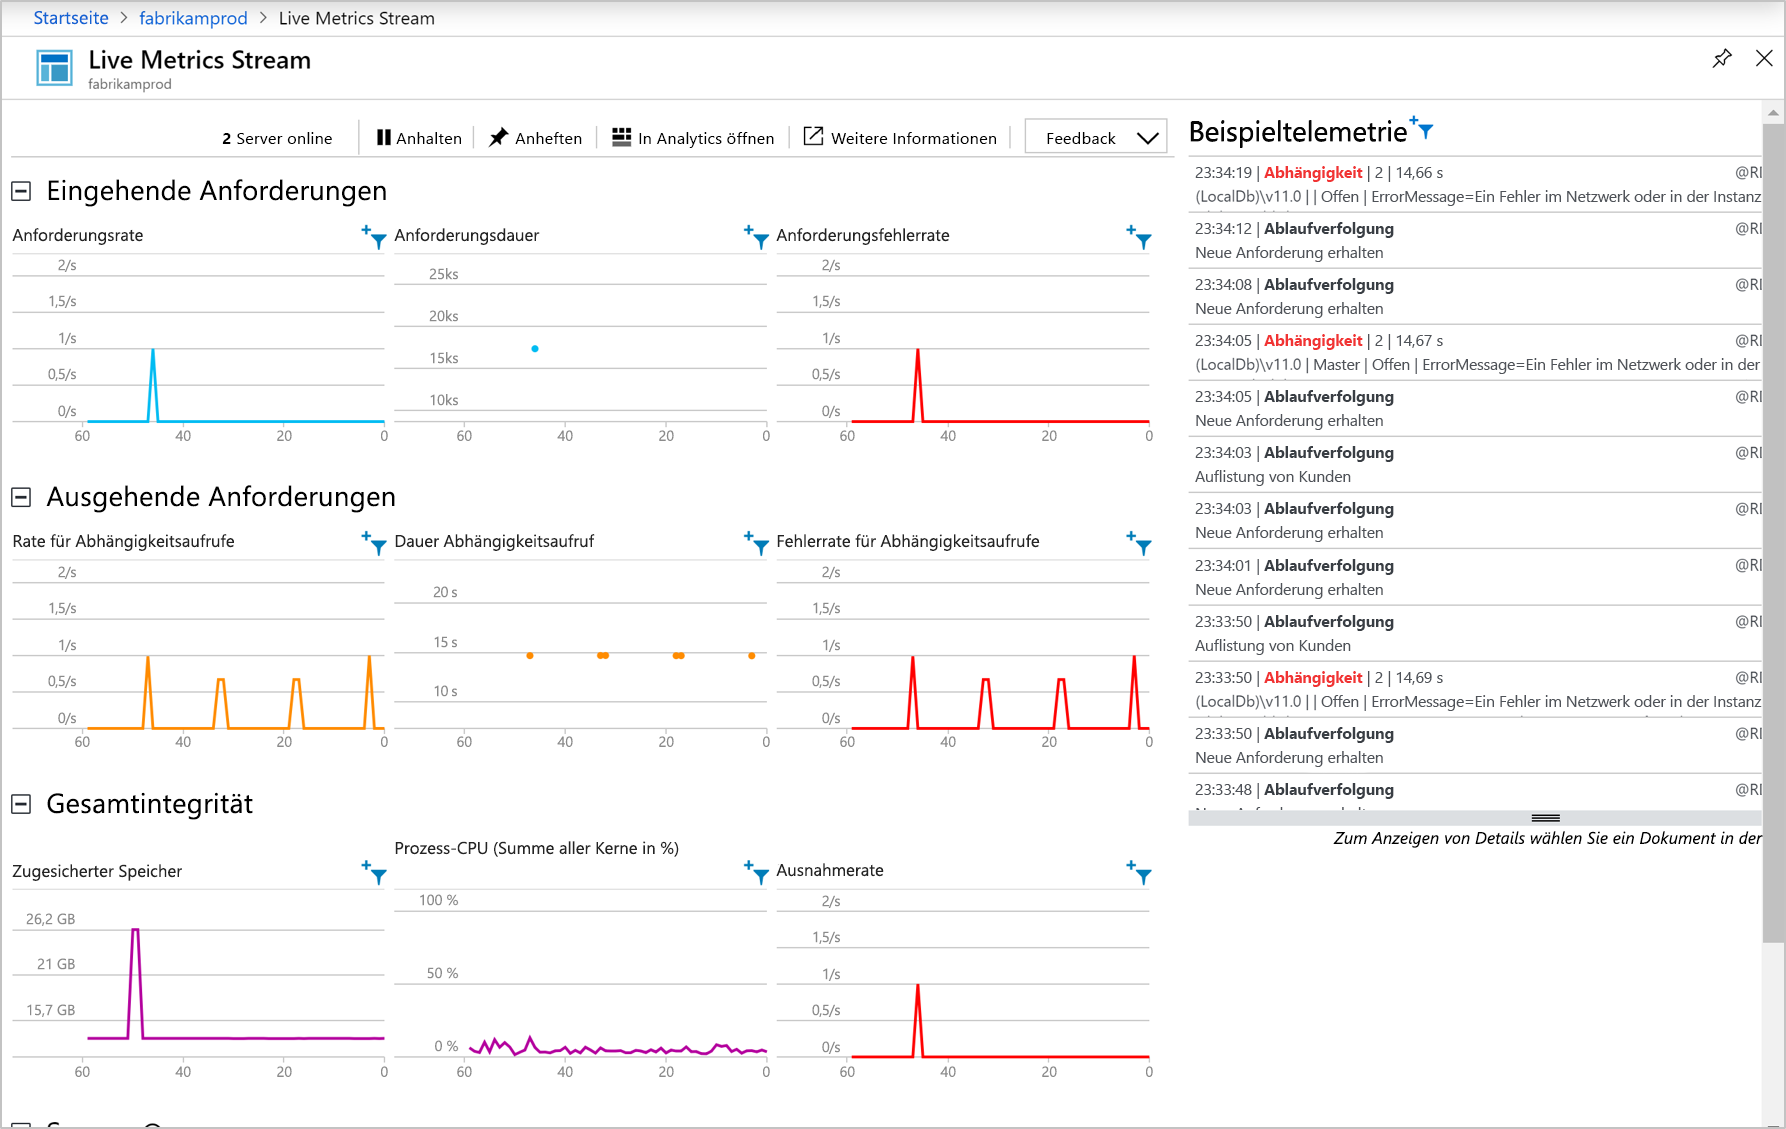 Startseite > fabrikamprod > Live Metrics Stream
Live Metrics Stream
fabrikamprod
2 Server online
Anhalten
Anheften
In Analytics öffnen
Weitere Informationen
Feedback
Eingehende Anforderungen
Anforderungsrate
2/s
1,5/s
1/s
0,5/s
0/s
60 40 20 0
Anforderungsdauer
25ks
20ks
15ks
10ks
60 40 20 0
Anforderungsfehlerrate
2/s
1,5/s
1/s
0,5/s
0/s
60 40 20 0
Ausgehende Anforderungen
Rate für Abhängigkeitsaufrufe
2/s
1,5/s
1/s
0,5/s
0/s
60 40 20 0
Dauer Abhängigkeitsaufruf
20 s
15 s
10 s
60 40 20 0
Fehlerrate für Abhängigkeitsaufrufe
2/s
1,5/s
1/s
0,5/s
0/s
60 40 20 0
Gesamtintegrität
Zugesicherter Speicher
26,2 GB
21 GB
15,7 GB
60 40 20 0
Prozess-CPU (Summe aller Kerne in %)
100 %
50 %
0 %
60 40 20 0
Ausnahmerate
2/s
1,5/s
1/s
0,5/s
0/s
60 40 20 0
Beispieltelemetrie
23:34:19 | Abhängigkeit | 2 | 14,66 s @RI
(LocalDb)\v11.0 | | Offen | ErrorMessage=Ein Fehler im Netzwerk oder in der Instanz
23:34:12 | Ablaufverfolgung @RI
Neue Anforderung erhalten
23:34:08 | Ablaufverfolgung @RI
Neue Anforderung erhalten
23:34:05 | Abhängigkeit | 2 | 14,67 s @RI
(LocalDb)\v11.0 | Master | Offen | ErrorMessage=Ein Fehler im Netzwerk oder in der
23:34:05 | Ablaufverfolgung @RI
Neue Anforderung erhalten
23:34:03 | Ablaufverfolgung @RI
Auflistung von Kunden
23:34:03 | Ablaufverfolgung @RI
Neue Anforderung erhalten
23:34:01 | Ablaufverfolgung @RI
Neue Anforderung erhalten
23:33:50 | Ablaufverfolgung @RI
Auflistung von Kunden
23:33:50 | Abhängigkeit | 2 | 14,69 s @RI
(LocalDb)\v11.0 | | Offen | ErrorMessage=Ein Fehler im Netzwerk oder in der Instanz
23:33:50 | Ablaufverfolgung @RI
Neue Anforderung erhalten
23:33:48 | Ablaufverfolgung @RI
Zum Anzeigen von Details wählen Sie ein Dokument in der